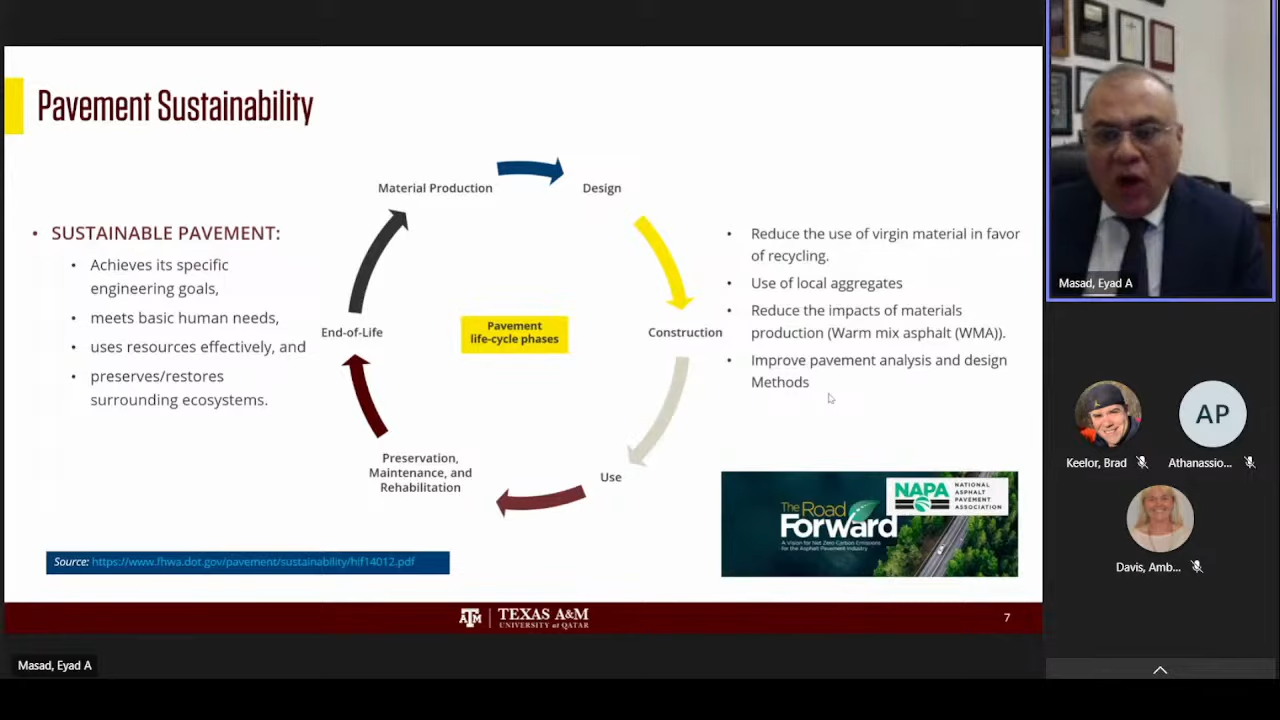 Pavement Sustainability
• SUSTAINABLE PAVEMENT:
• Achieves its specific
engineering goals,
• meets basic human needs,
• uses resources effectively, and
• preserves/restores
surrounding ecosystems.
Material Production
Design
Construction
Use
Preservation,
Maintenance, and
Rehabilitation
End-of-Life
Pavement
life-cycle phases
• Reduce the use of virgin material in favor
of recycling.
• Use of local aggregates
• Reduce the impacts of materials
production (Warm mix asphalt (WMA)).
• Improve pavement analysis and design
Methods
The Road
Forward
A Vision for Net Zero Carbon Emissions
for the Asphalt Pavement Industry
NAPA
NATIONAL
ASPHALT
PAVEMENT
ASSOCIATION
Source: https://www.fhwa.dot.gov/pavement/sustainability/hif14012.pdf
ATM
TEXAS A&M
UNIVERSITY at QATAR
7
Masad, Eyad A
Masad, Eyad A
Keelor, Brad
AP
Athanassio...
Davis, Amb...